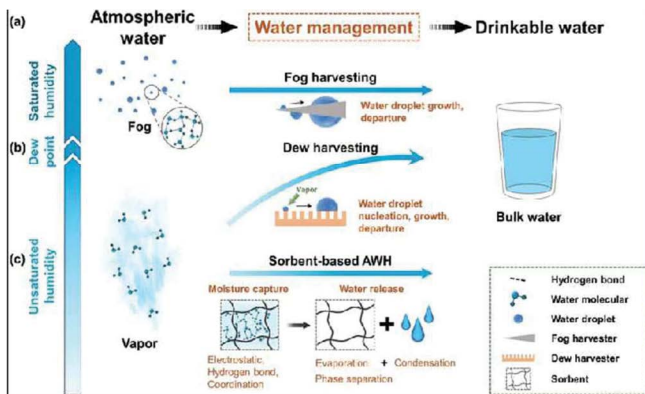 (a)
Atmospheric
water
Water management
Drinkable water
Saturated
humidity
Fog
Fog harvesting
Water droplet growth,
departure
(b)
Dew
point
Dew harvesting
Vapor
Water droplet
nucleation, growth,
departure
Bulk water
(c)
Unsaturated
humidity
Vapor
Sorbent-based AWH
Moisture capture
Water release
Electrostatic,
Hydrogen bond,
Coordination
Evaporation + Condensation
Phase separation
Hydrogen bond
Water molecular
Water droplet
Fog harvester
Dew harvester
Sorbent